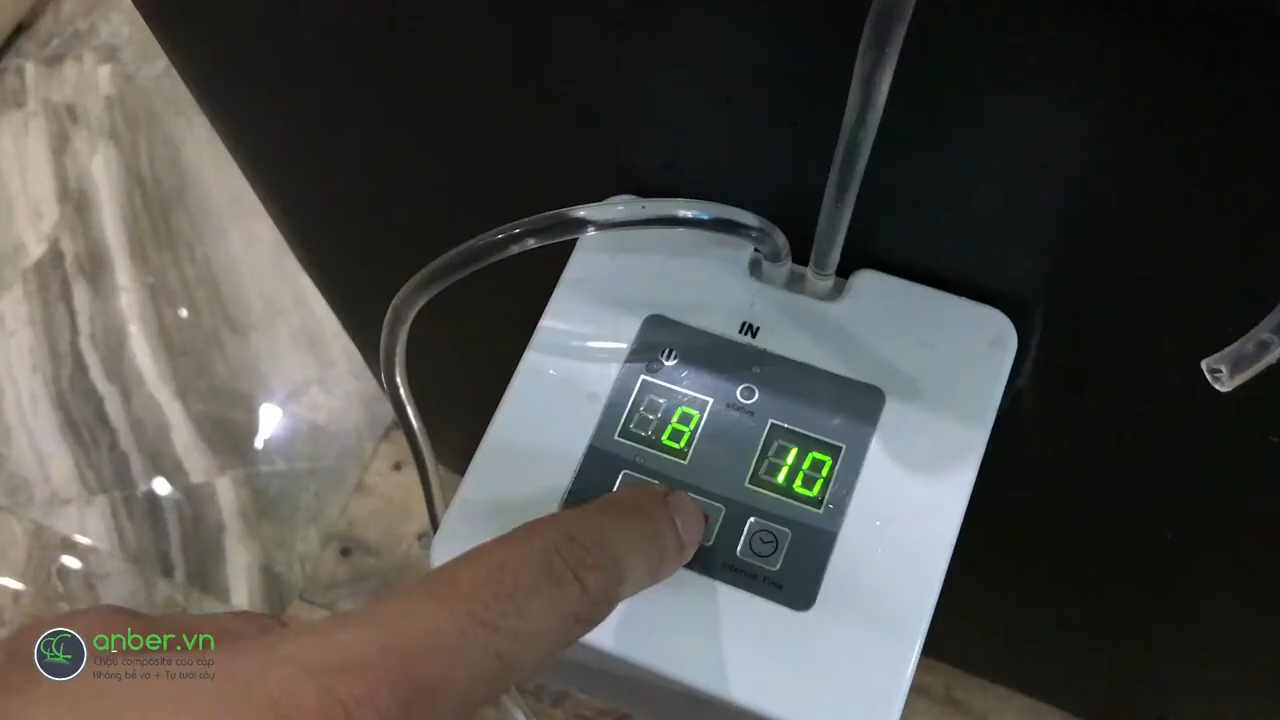 IN
status
8
10
Interval Time
anber.vn
Chậu composite cao cấp
Không bể vỡ + Tự tưới cây